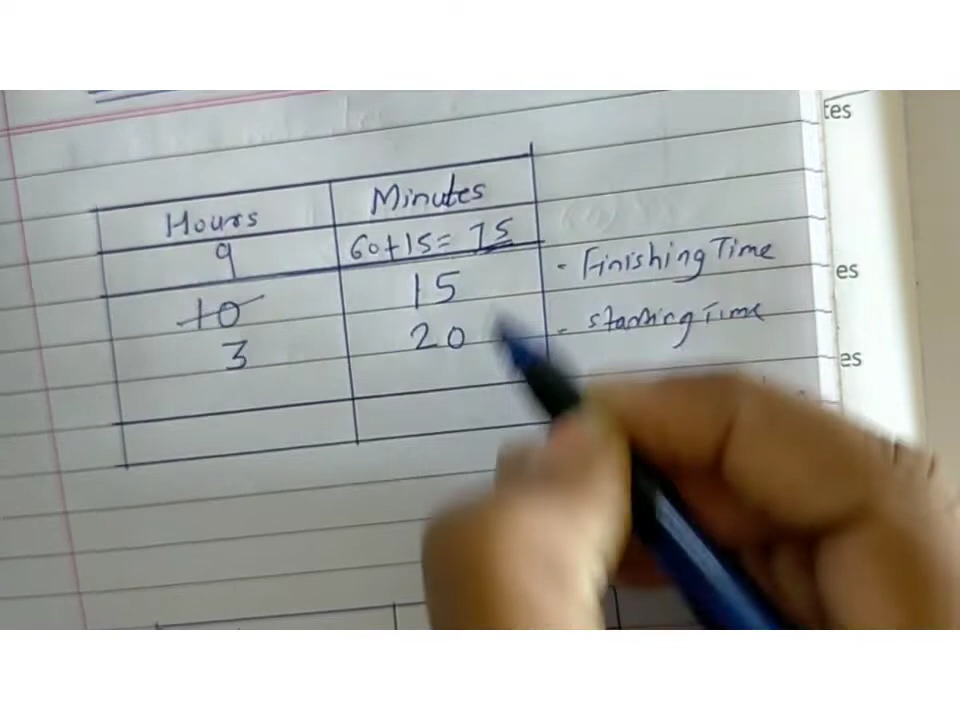 tes
Hours Minutes
9 60+15= 75
10 15 - Finishing Time
es
3 20 - Starting Time
es